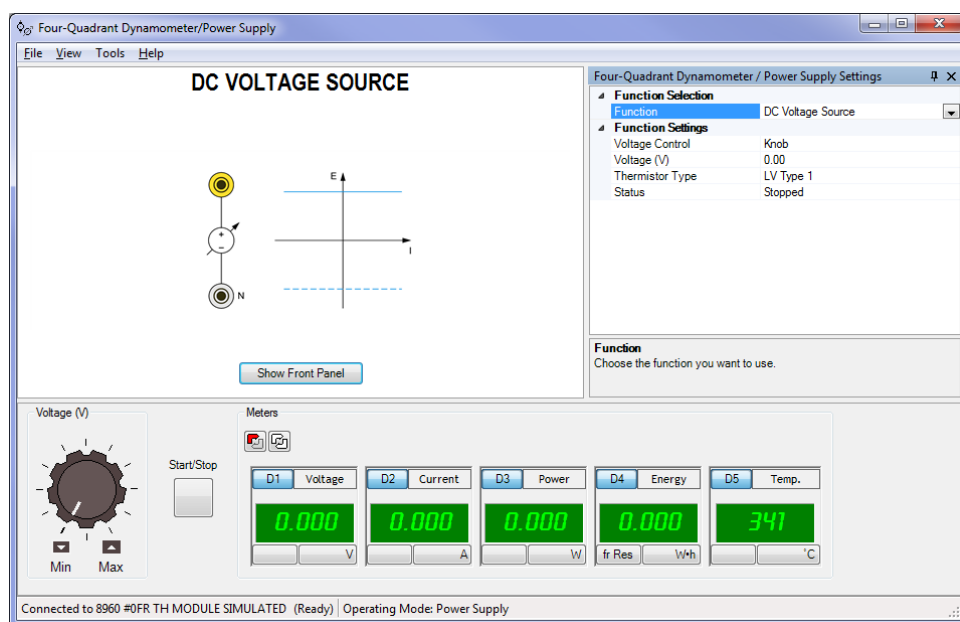 Four-Quadrant Dynamometer/Power Supply
File View Tools Help
DC VOLTAGE SOURCE
E
I
+
−
N
Show Front Panel
Four-Quadrant Dynamometer / Power Supply Settings
Function Selection
Function DC Voltage Source
Function Settings
Voltage Control Knob
Voltage (V) 0.00
Thermistor Type LV Type 1
Status Stopped
Function
Choose the function you want to use.
Voltage (V)
Min Max
Start/Stop
Meters
D1 Voltage D2 Current D3 Power D4 Energy D5 Temp.
0.000 0.000 0.000 0.000 341
V A W fr Res W•h °C
Connected to 8960 #0FR TH MODULE SIMULATED (Ready) Operating Mode: Power Supply